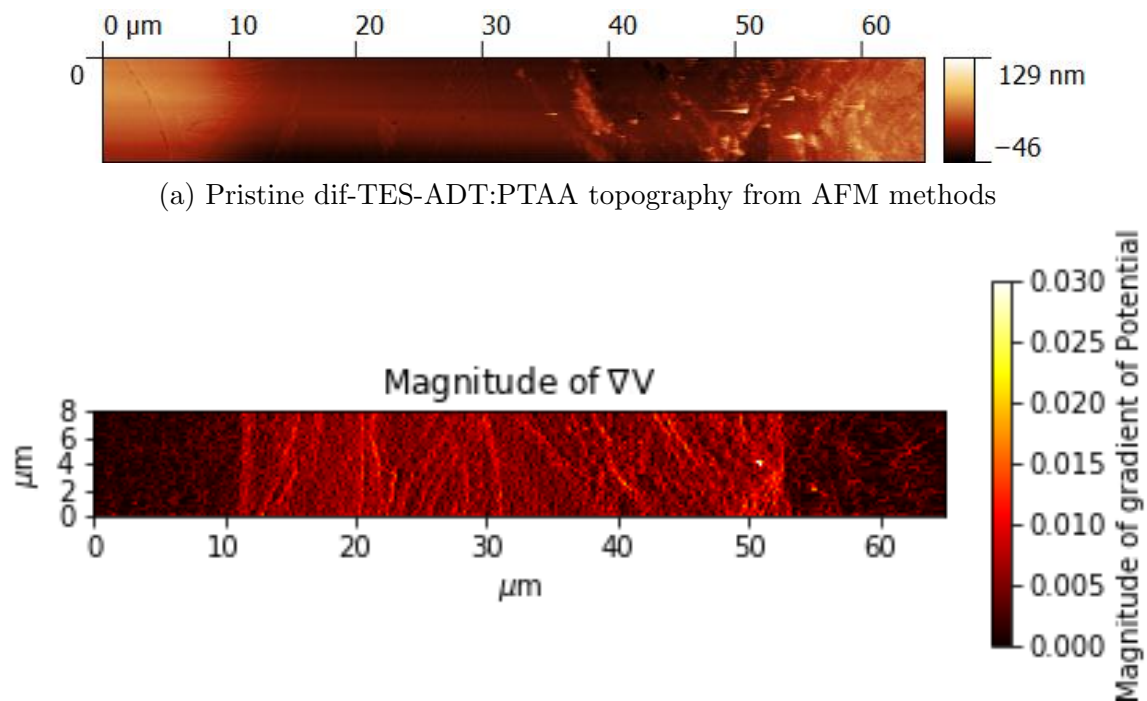 0 µm 10 20 30 40 50 60
0
129 nm
−46
(a) Pristine dif-TES-ADT:PTAA topography from AFM methods
Magnitude of ∇V
8
6
4
2
0
µm
0 10 20 30 40 50 60
µm
0.030
0.025
0.020
0.015
0.010
0.005
0.000
Magnitude of gradient of Potential